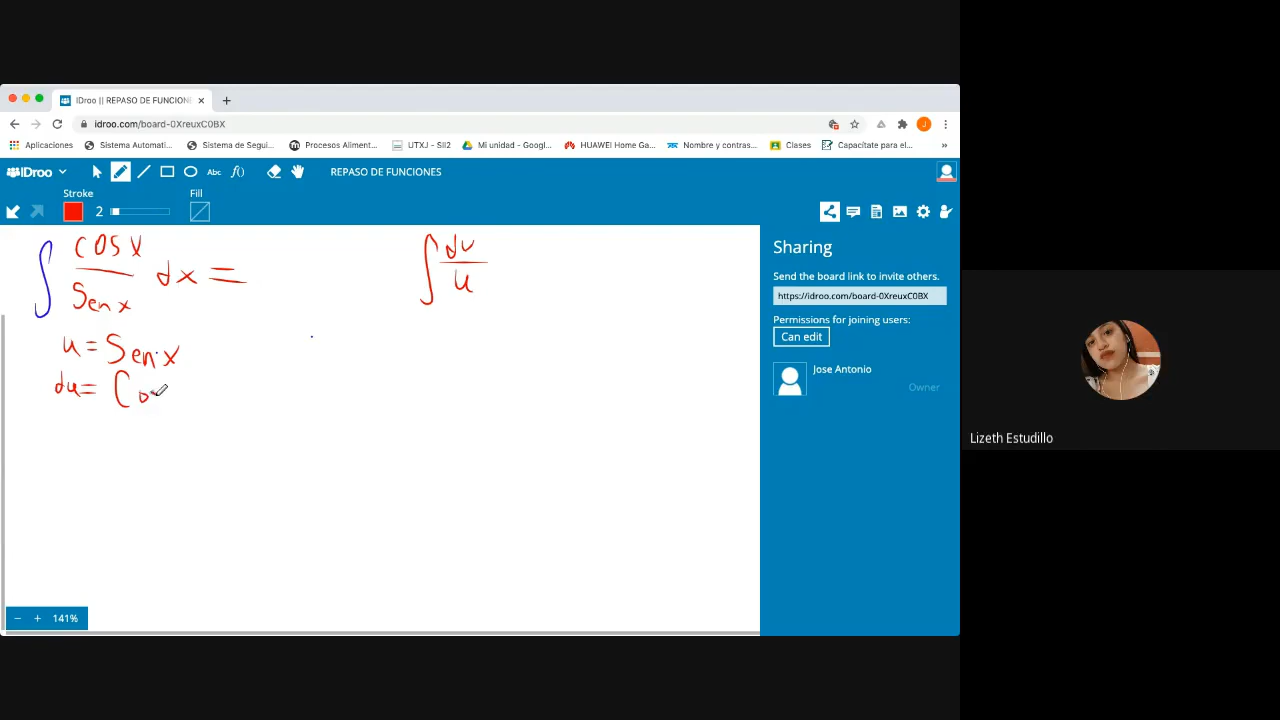 IDroo || REPASO DE FUNCIONE
idroo.com/board-0XreuxC0BX
Aplicaciones
Sistema Automati...
Sistema de Segui...
Procesos Aliment...
UTXJ - SII2
Mi unidad - Googl...
HUAWEI Home Ga...
Nombre y contras...
Clases
Capacítate para el...
»
IDroo
Abc
f()
REPASO DE FUNCIONES
Stroke
Fill
2
∫ cos x / Sen x dx =
∫ du / u
u = Sen x
du = Co
Sharing
Send the board link to invite others.
https://idroo.com/board-0XreuxC0BX
Permissions for joining users:
Can edit
Jose Antonio
Owner
Lizeth Estudillo
− + 141%